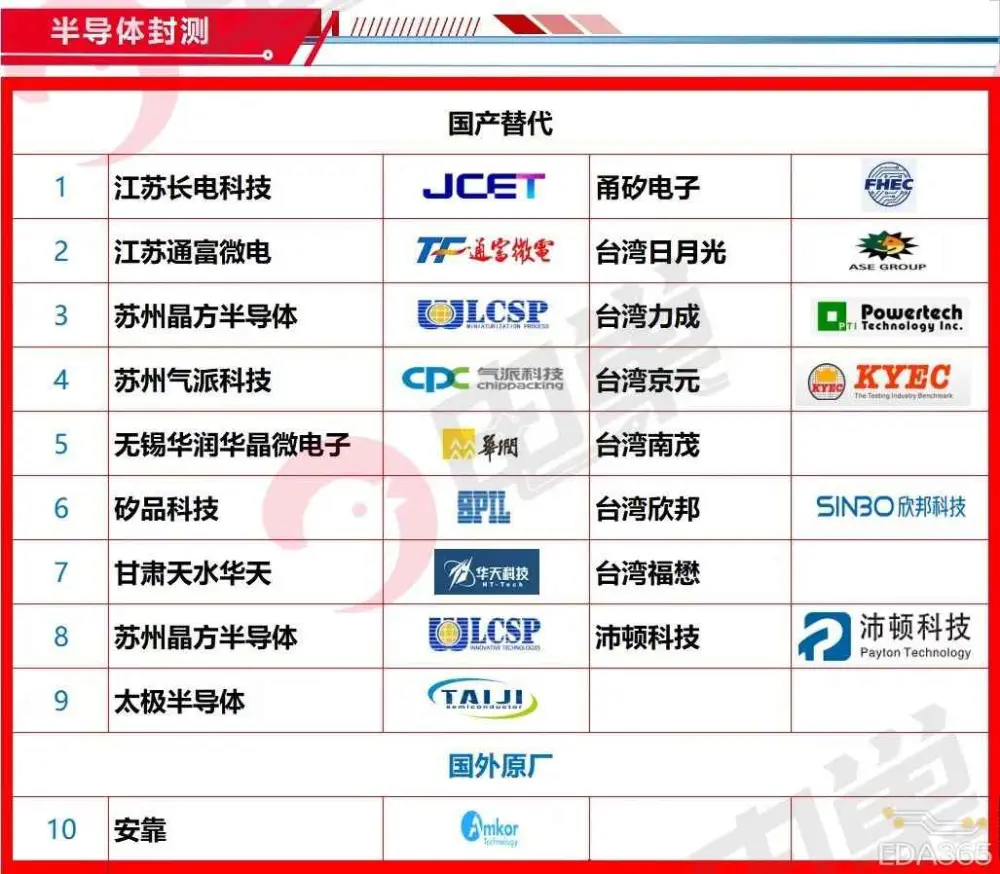 半导体封测
国产替代
1 江苏长电科技 JCET 甬矽电子 FHEC
2 江苏通富微电 TF 通富微電 台湾日月光 ASE GROUP
3 苏州晶方半导体 WLCSP MINIATURIZATION PROCESS 台湾力成 PTI Powertech Technology Inc.
4 苏州气派科技 CPC 气派科技 chippacking 台湾京元 KYEC KYEC The Testing Industry Benchmark
5 无锡华润华晶微电子 華潤 台湾南茂
6 矽品科技 SPIL 台湾欣邦 SINBO 欣邦科技
7 甘肃天水华天 华天科技 HT-Tech 台湾福懋
8 苏州晶方半导体 WLCSP INNOVATIVE TECHNOLOGIES 沛顿科技 沛顿科技 Payton Technology
9 太极半导体 TAIJI semiconductor
国外原厂
10 安靠 Amkor Technology
EDA365